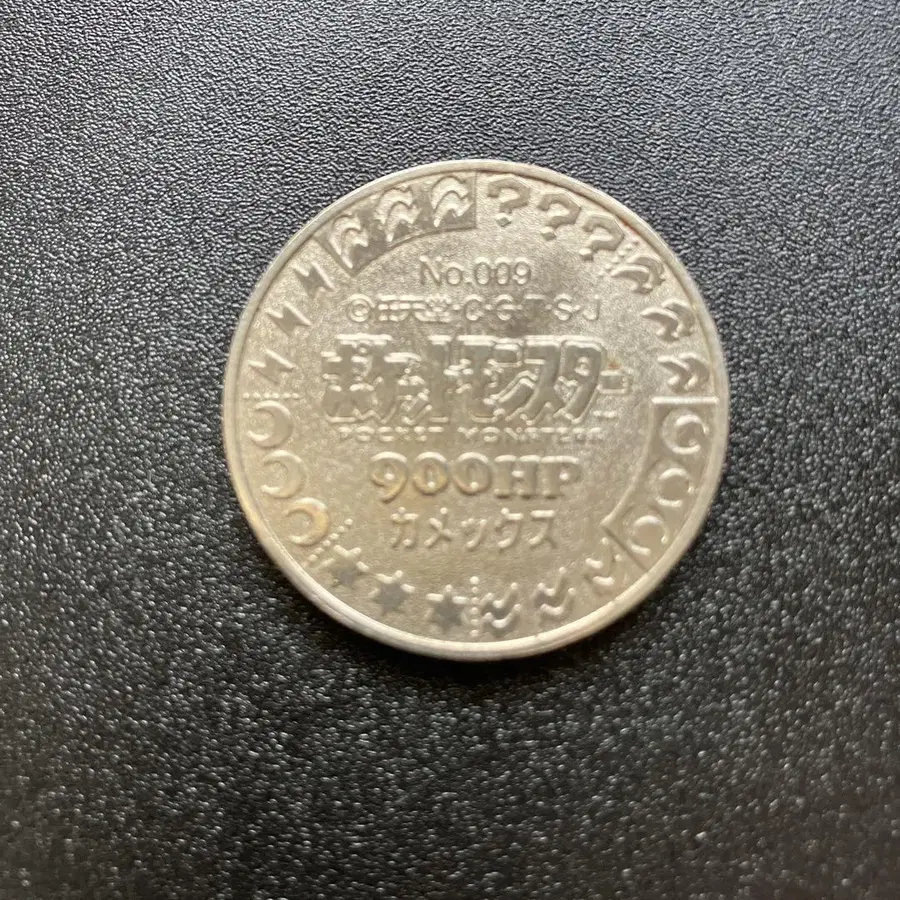 ? ? ?
No.009
©任天堂・C・G・F・S・J
ポケットモンスター
POCKET MONSTERS
900HP
カメックス